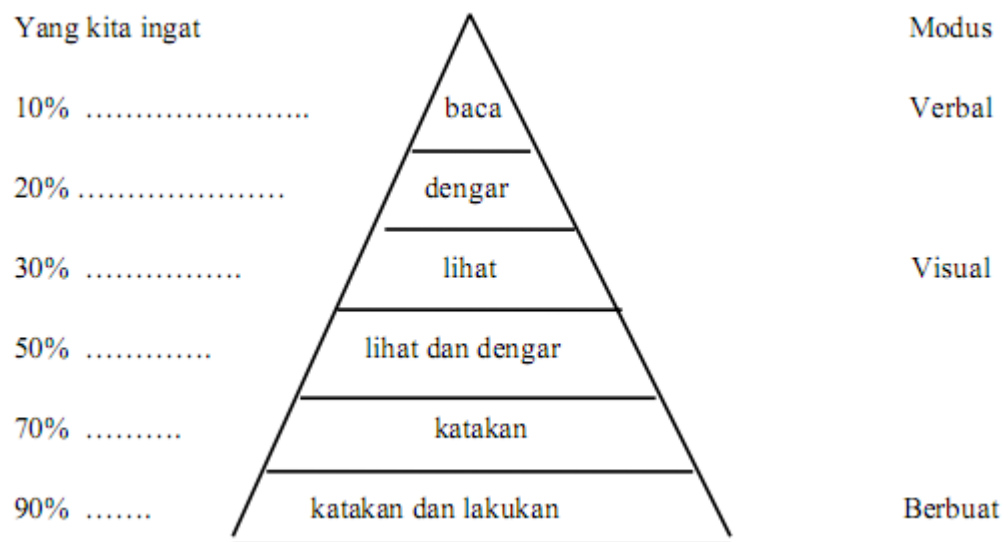 Yang kita ingat Modus
10% ………………….. baca Verbal
20% ………………… dengar
30% ……………. lihat Visual
50% …………. lihat dan dengar
70% ………. katakan
90% ……. katakan dan lakukan Berbuat